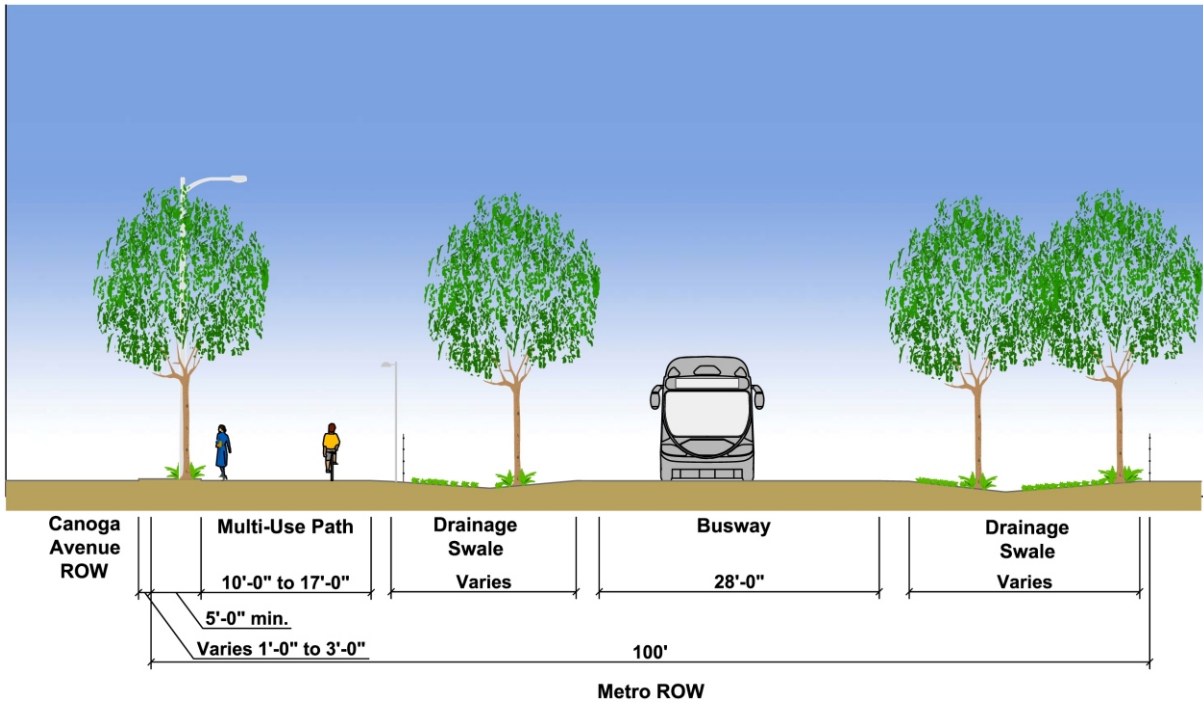 Canoga
Avenue
ROW
Multi-Use Path
10'-0" to 17'-0"
Drainage
Swale
Varies
Busway
28'-0"
Drainage
Swale
Varies
5'-0" min.
Varies 1'-0" to 3'-0"
100'
Metro ROW